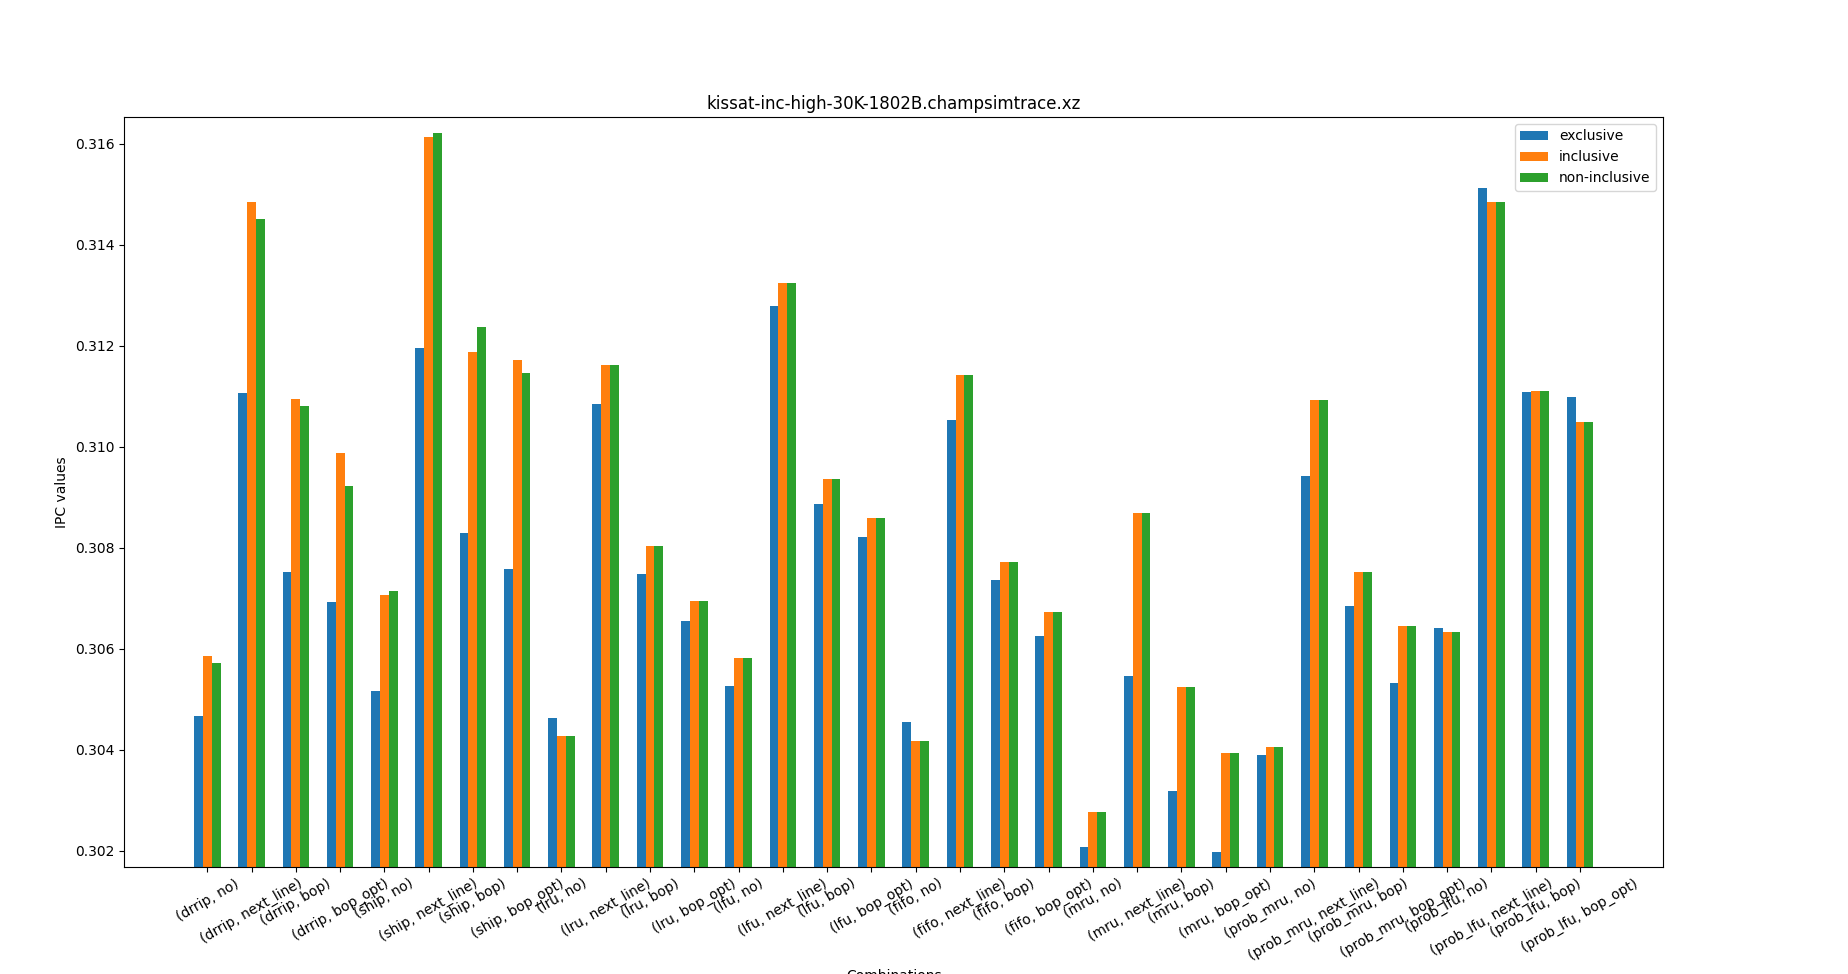 kissat-inc-high-30K-1802B.champsimtrace.xz
exclusive
inclusive
non-inclusive
IPC values
0.316
0.314
0.312
0.310
0.308
0.306
0.304
0.302
(drrip, no)
(drrip, next_line)
(drrip, bop)
(drrip, bop_opt)
(ship, no)
(ship, next_line)
(ship, bop)
(ship, bop_opt)
(lru, no)
(lru, next_line)
(lru, bop)
(lru, bop_opt)
(lfu, no)
(lfu, next_line)
(lfu, bop)
(lfu, bop_opt)
(fifo, no)
(fifo, next_line)
(fifo, bop)
(fifo, bop_opt)
(mru, no)
(mru, next_line)
(mru, bop)
(mru, bop_opt)
(prob_mru, no)
(prob_mru, next_line)
(prob_mru, bop)
(prob_mru, bop_opt)
(prob_lfu, no)
(prob_lfu, next_line)
(prob_lfu, bop)
(prob_lfu, bop_opt)
Combinations